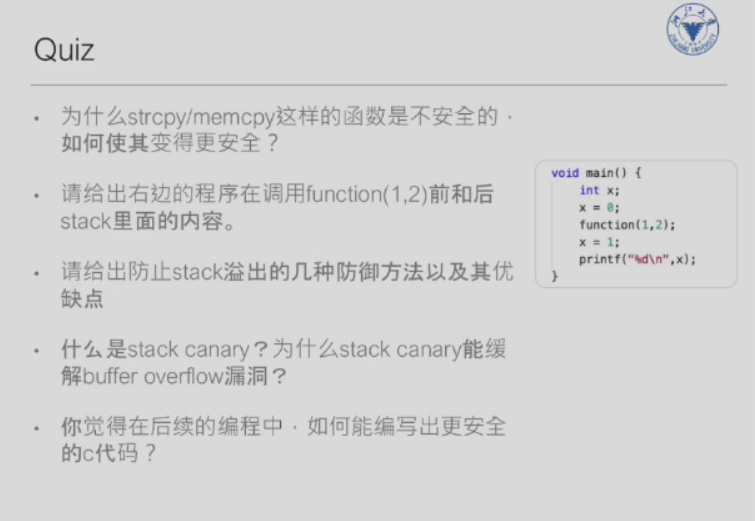 Quiz
• 为什么strcpy/memcpy这样的函数是不安全的，
如何使其变得更安全？
• 请给出右边的程序在调用function(1,2)前和后
stack里面的内容。
• 请给出防止stack溢出的几种防御方法以及其优
缺点
• 什么是stack canary？为什么stack canary能缓
解buffer overflow漏洞？
• 你觉得在后续的编程中，如何能编写出更安全
的c代码？
void main() {
int x;
x = 0;
function(1,2);
x = 1;
printf("%d\n",x);
}
ZHEJIANG UNIVERSITY